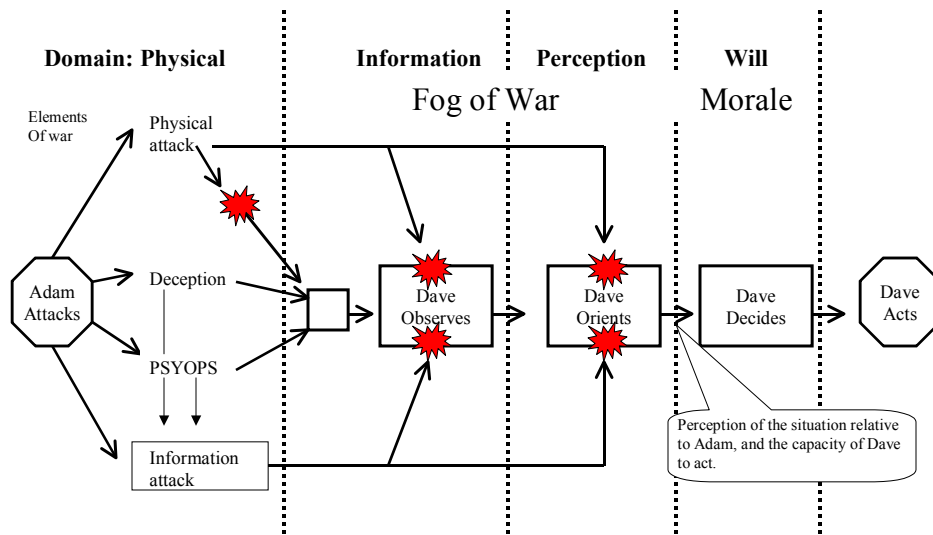 Domain: Physical
Information
Perception
Will
Fog of War
Morale
Elements
Of war
Physical
attack
Adam
Attacks
Deception
PSYOPS
Information
attack
Dave
Observes
Dave
Orients
Dave
Decides
Dave
Acts
Perception of the situation relative
to Adam, and the capacity of Dave
to act.